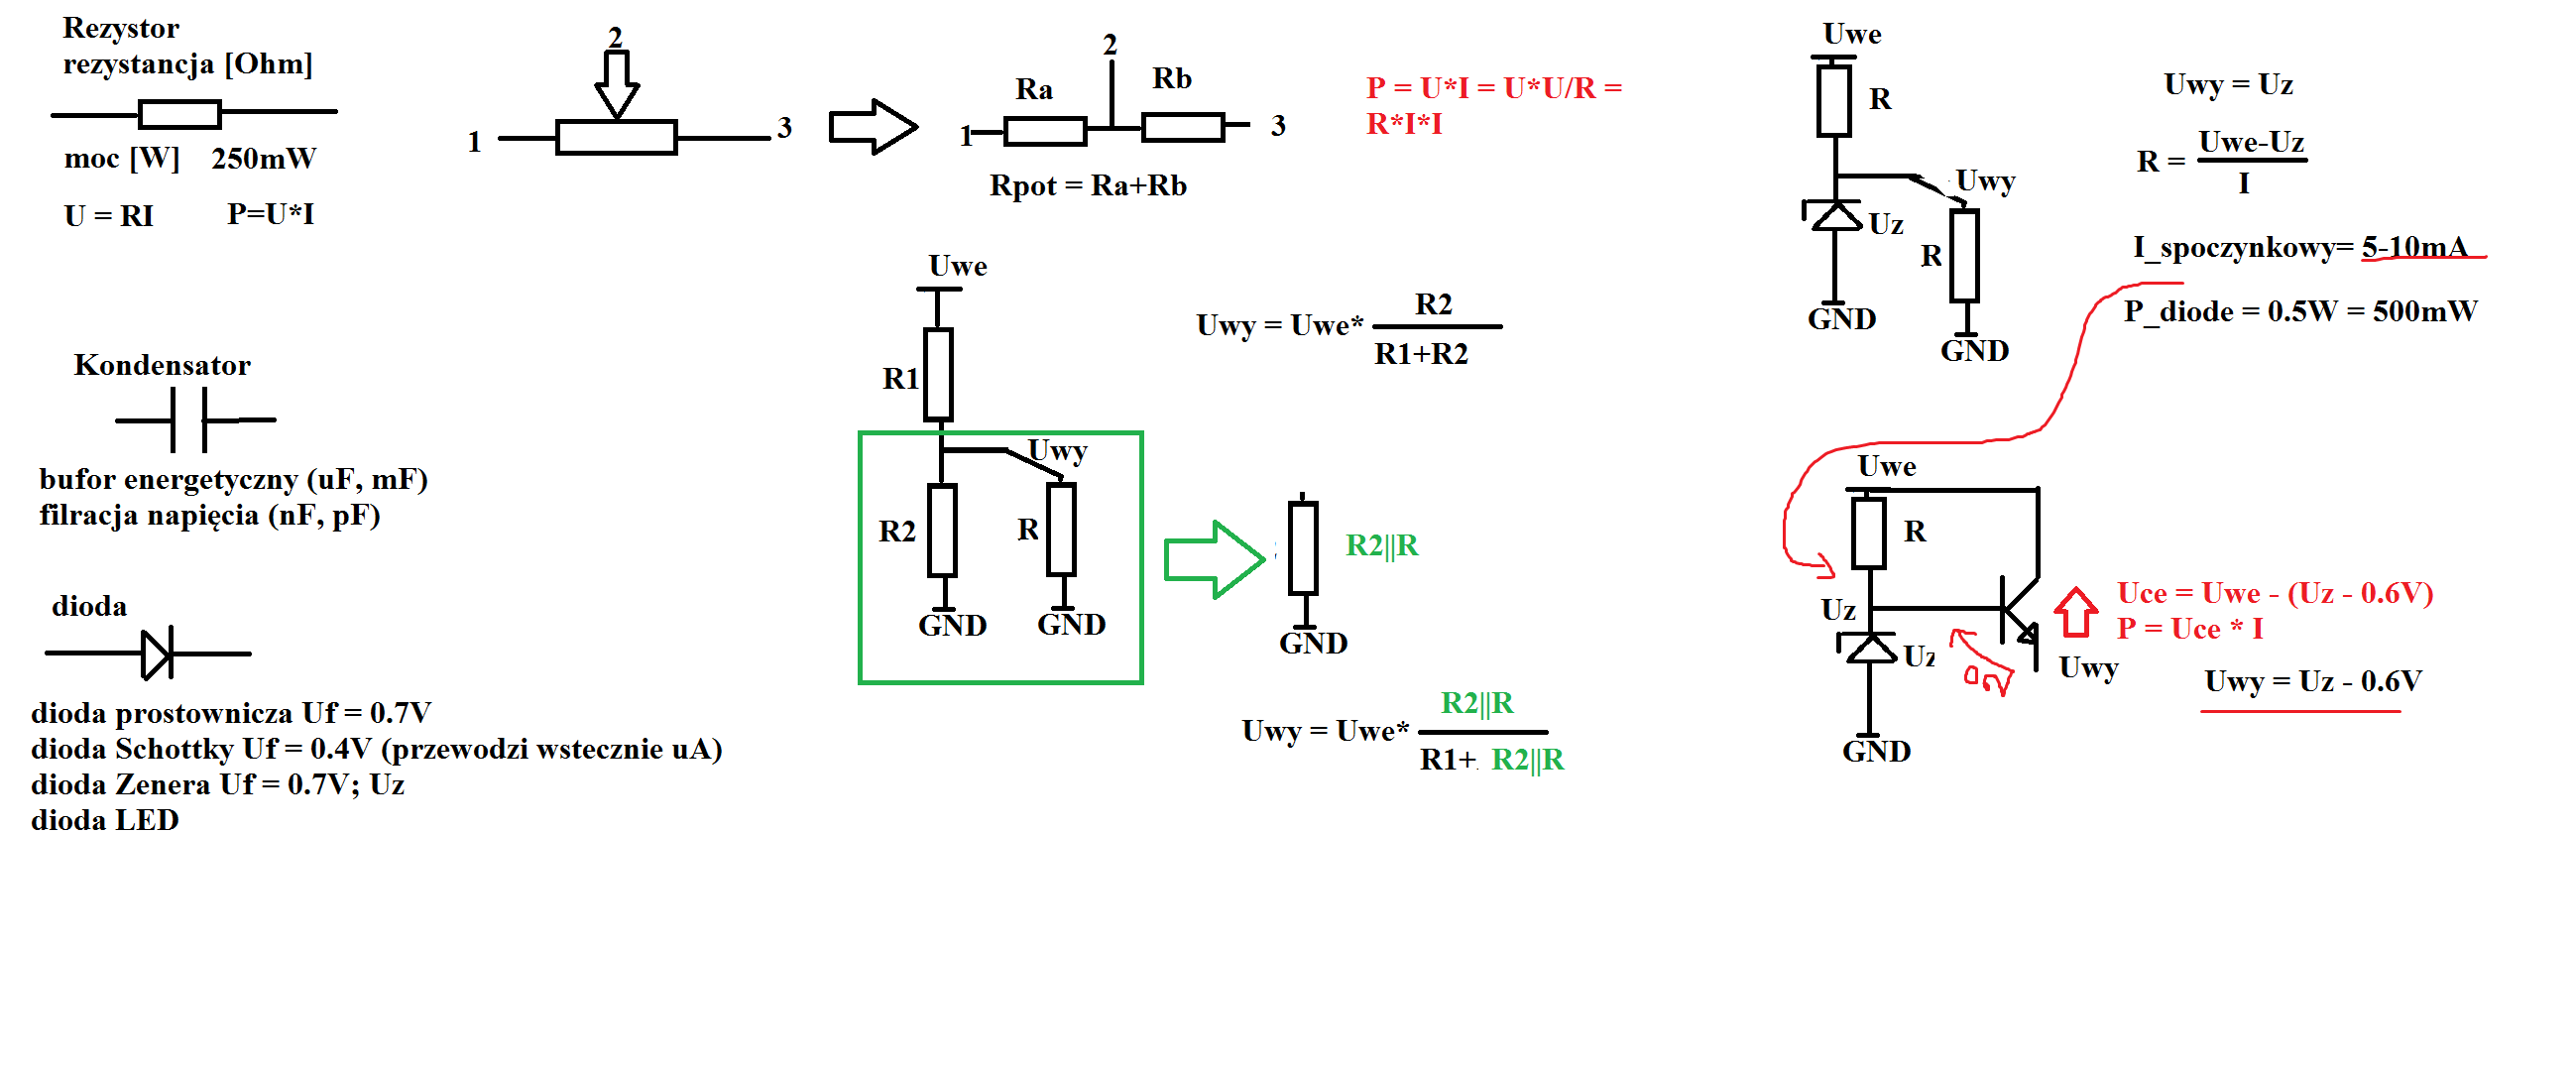 Rezystor
rezystancja [Ohm]
moc [W] 250mW
U = RI P=U*I
2
1
3
2
Ra
Rb
1
3
Rpot = Ra+Rb
P = U*I = U*U/R =
R*I*I
Kondensator
bufor energetyczny (uF, mF)
filracja napięcia (nF, pF)
dioda
dioda prostownicza Uf = 0.7V
dioda Schottky Uf = 0.4V (przewodzi wstecznie uA)
dioda Zenera Uf = 0.7V; Uz
dioda LED
Uwe
R1
Uwy
R2
R
GND
GND
Uwy = Uwe*
R2
R1+R2
R2||R
GND
Uwy = Uwe*
R2||R
R1+ R2||R
Uwe
R
Uwy
Uz
R
GND
GND
Uwy = Uz
R =
Uwe-Uz
I
I_spoczynkowy= 5-10mA
P_diode = 0.5W = 500mW
Uwe
R
Uz
Uz
Uwy
GND
Uce = Uwe - (Uz - 0.6V)
P = Uce * I
Uwy = Uz - 0.6V